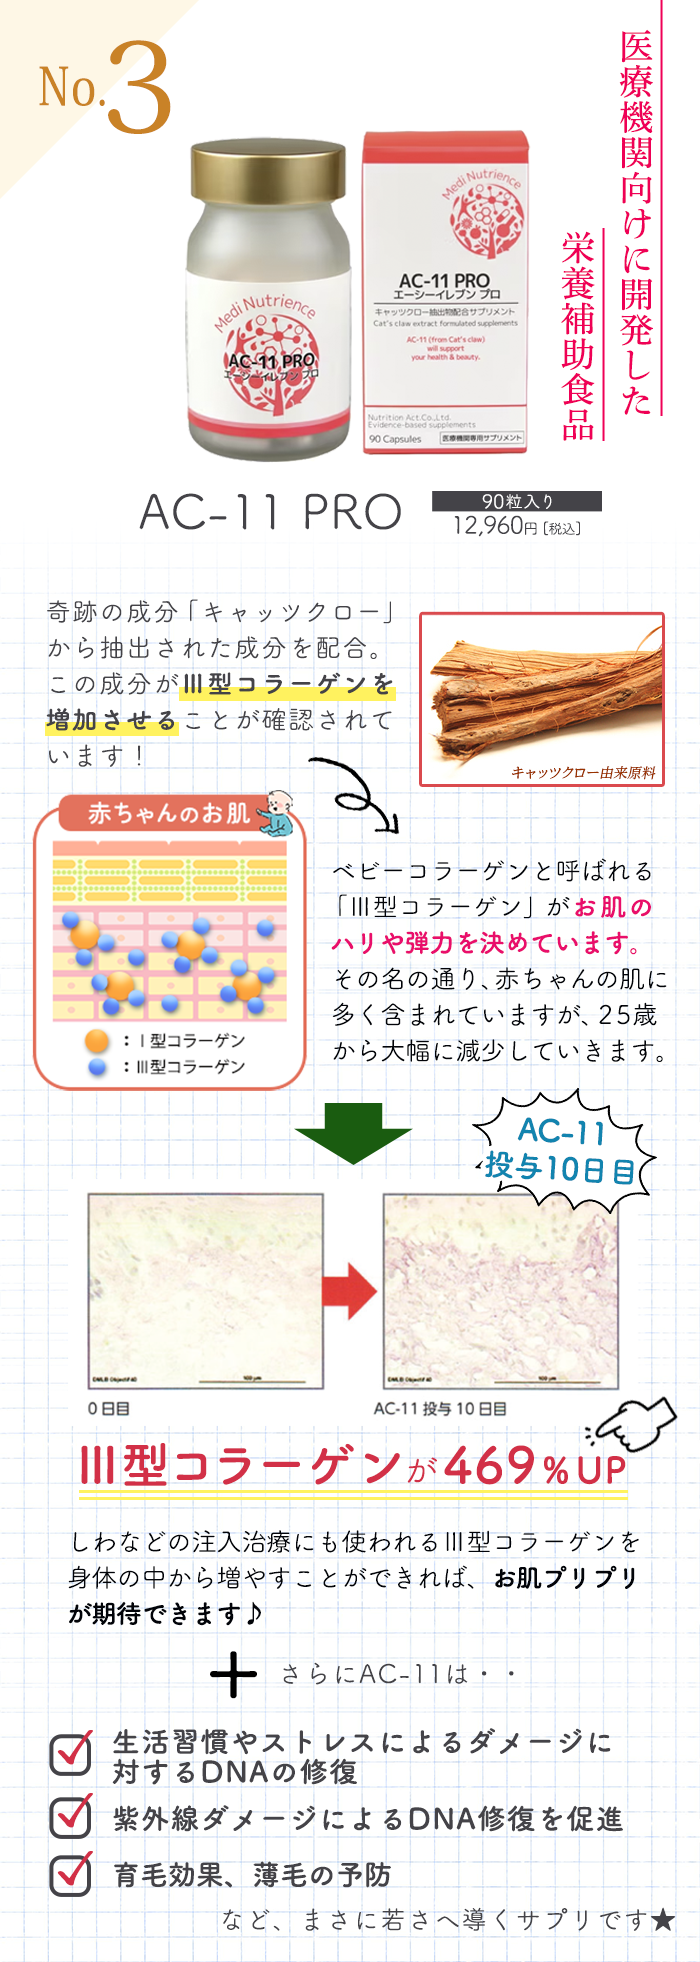 No.3
医療機関向けに開発した
栄養補助食品
Medi Nutrience
AC-11 PRO
エーシーイレブン プロ
Medi Nutrience
AC-11 PRO
エーシーイレブン プロ
キャッツクロー抽出物配合サプリメント
Cat's claw extract formulated supplements
AC-11 (from Cat's claw)
will support
your health & beauty.
Nutrition Act.Co.,Ltd.
Evidence-based supplements
90 Capsules
医療機関専用サプリメント
AC-11 PRO
90粒入り
12,960円 [税込]
奇跡の成分「キャッツクロー」
から抽出された成分を配合。
この成分がⅢ型コラーゲンを
増加させることが確認されて
います！
キャッツクロー由来原料
赤ちゃんのお肌
：Ⅰ型コラーゲン
：Ⅲ型コラーゲン
ベビーコラーゲンと呼ばれる
「Ⅲ型コラーゲン」がお肌の
ハリや弾力を決めています。
その名の通り、赤ちゃんの肌に
多く含まれていますが、25歳
から大幅に減少していきます。
AC-11
投与10日目
DMLB Objectif 40
100 μm
DMLB Objectif 40
100 μm
0日目
AC-11 投与 10日目
Ⅲ型コラーゲンが469％UP
しわなどの注入治療にも使われるⅢ型コラーゲンを
身体の中から増やすことができれば、お肌プリプリ
が期待できます♪
＋ さらにAC-11は・・
生活習慣やストレスによるダメージに
対するDNAの修復
紫外線ダメージによるDNA修復を促進
育毛効果、薄毛の予防
など、まさに若さへ導くサプリです★